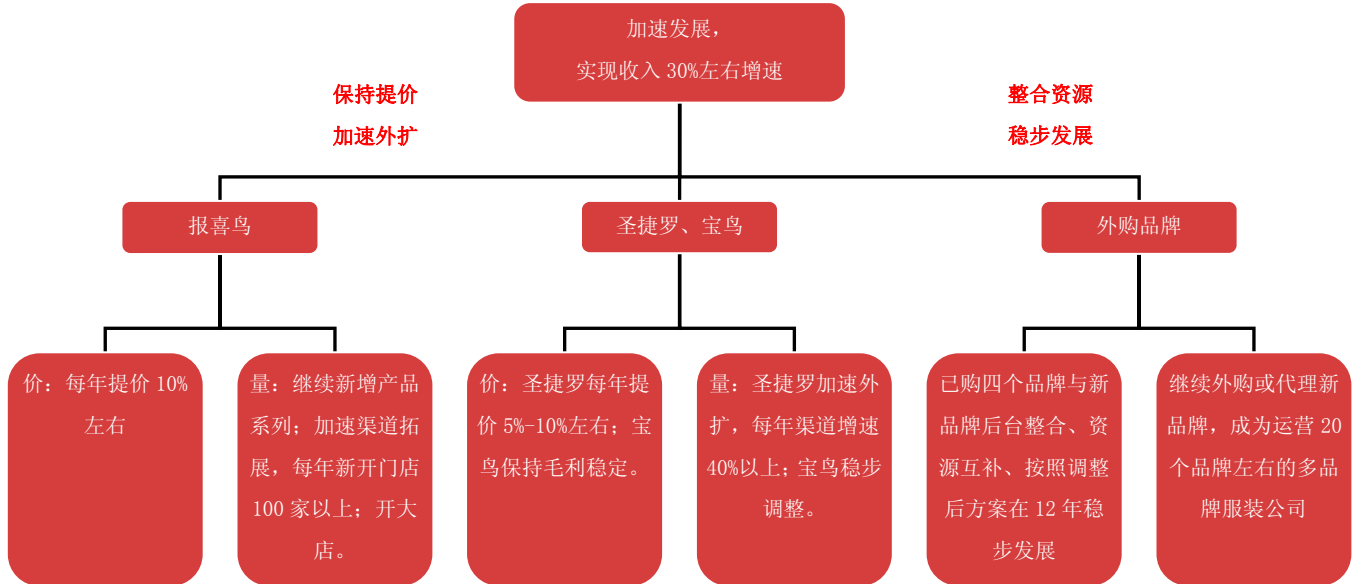 加速发展，
实现收入 30%左右增速
保持提价
加速外扩
整合资源
稳步发展
报喜鸟
圣捷罗、宝鸟
外购品牌
价：每年提价 10%
左右
量：继续新增产品
系列；加速渠道拓
展，每年新开门店
100 家以上；开大
店。
价：圣捷罗每年提
价 5%-10%左右；宝
鸟保持毛利稳定。
量：圣捷罗加速外
扩，每年渠道增速
40%以上；宝鸟稳步
调整。
已购四个品牌与新
品牌后台整合、资
源互补、按照调整
后方案在 12 年稳
步发展
继续外购或代理新
品牌，成为运营 20
个品牌左右的多品
牌服装公司